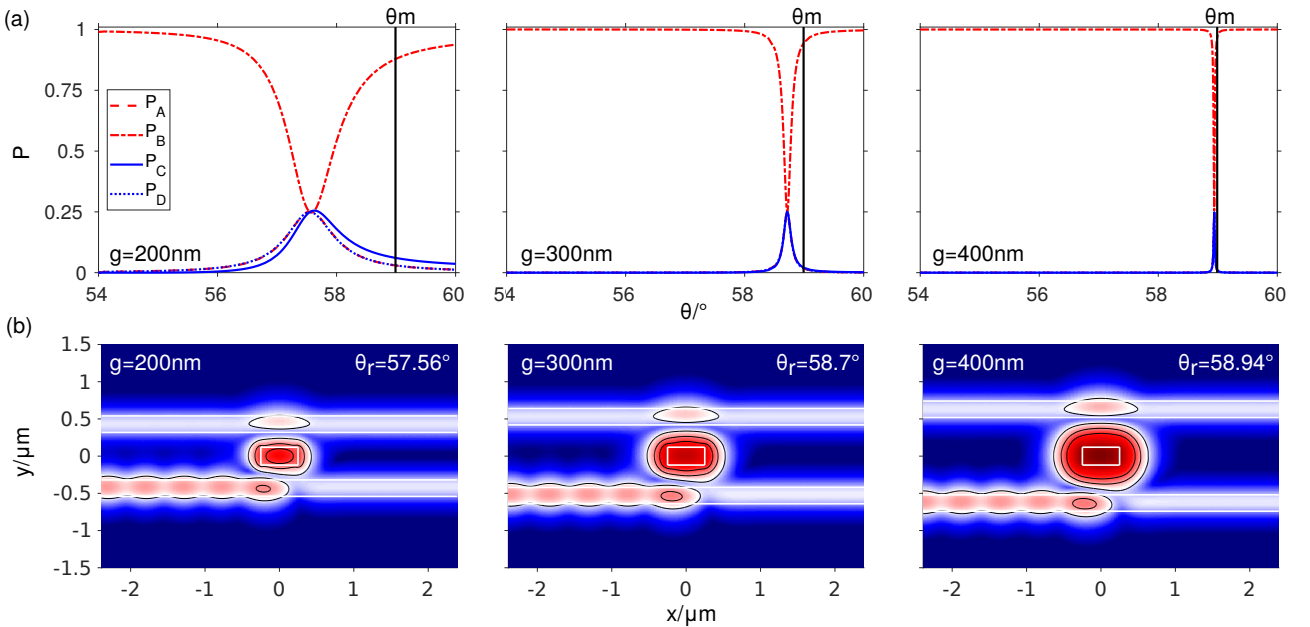 (a)
θm
θm
θm
1
0.75
0.5
0.25
0
P
P_A
P_B
P_C
P_D
g=200nm
g=300nm
g=400nm
54 56 58 60
54 56 58 60
54 56 58 60
θ/°
(b)
g=200nm θr=57.56°
g=300nm θr=58.7°
g=400nm θr=58.94°
1.5
1
0.5
0
-0.5
-1
-1.5
y/μm
-2 -1 0 1 2
-2 -1 0 1 2
-2 -1 0 1 2
x/μm